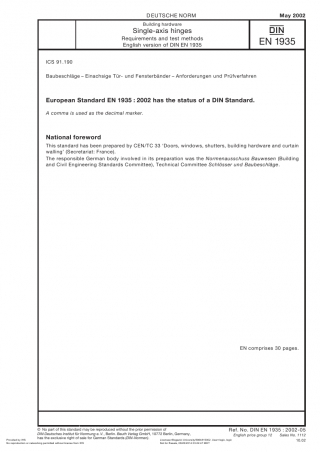 DEUTSCHE NORM
May 2002
Building hardware
Single-axis hinges
Requirements and test methods
English version of DIN EN 1935
DIN
EN 1935
ICS 91.190
Baubeschläge – Einachsige Tür- und Fensterbänder – Anforderungen und Prüfverfahren
European Standard EN 1935 : 2002 has the status of a DIN Standard.
A comma is used as the decimal marker.
National foreword
This standard has been prepared by CEN/TC 33 'Doors, windows, shutters, building hardware and curtain
walling' (Secretariat: France).
The responsible German body involved in its preparation was the Normenausschuss Bauwesen (Building
and Civil Engineering Standards Committee), Technical Committee Schlösser und Baubeschläge.
EN comprises 30 pages.
© No part of this standard may be reproduced without the prior permission of
DIN Deutsches Institut für Normung e. V., Berlin. Beuth Verlag GmbH, 10772 Berlin, Germany,
has the exclusive right of sale for German Standards (DIN-Normen).
Ref. No. DIN EN 1935 : 2002-05
English price group 12 Sales No. 1112
10.02